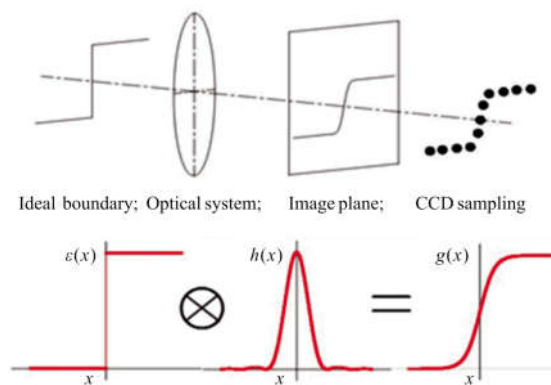 Ideal boundary; Optical system; Image plane; CCD sampling
ε(x) h(x) g(x)
⊗ =
x x x